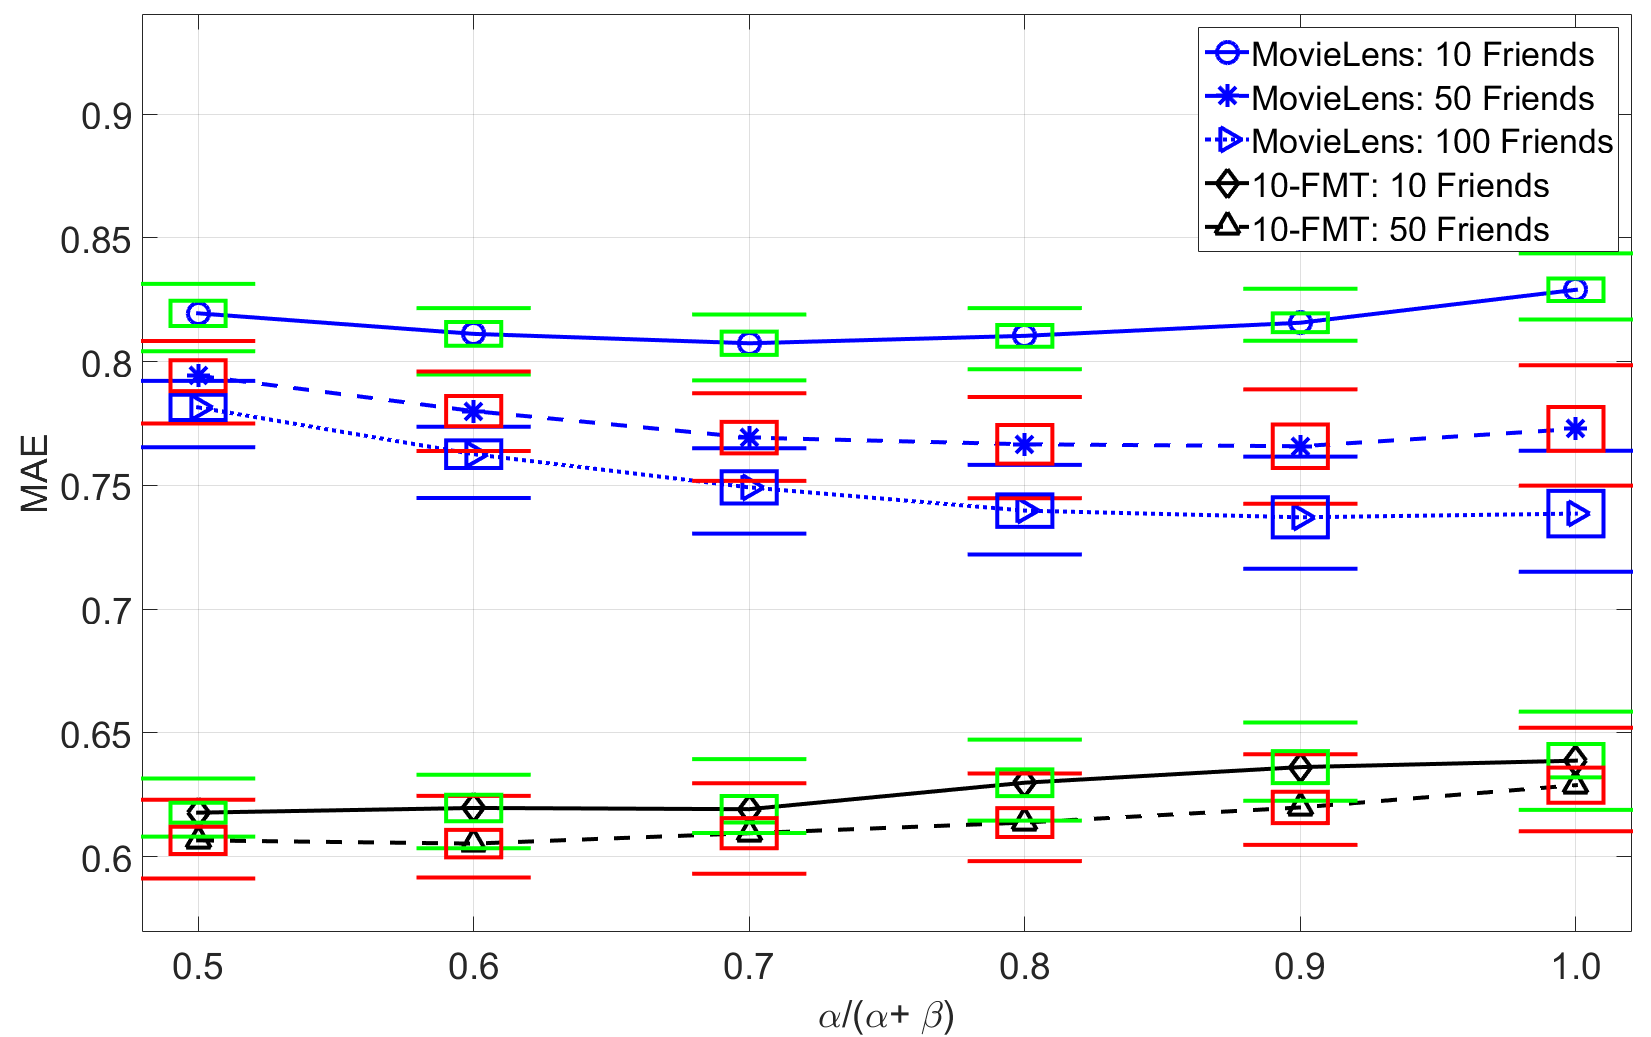 MovieLens: 10 Friends
MovieLens: 50 Friends
MovieLens: 100 Friends
10-FMT: 10 Friends
10-FMT: 50 Friends
0.9
0.85
0.8
0.75
0.7
0.65
0.6
MAE
0.5 0.6 0.7 0.8 0.9 1.0
α/(α+ β)